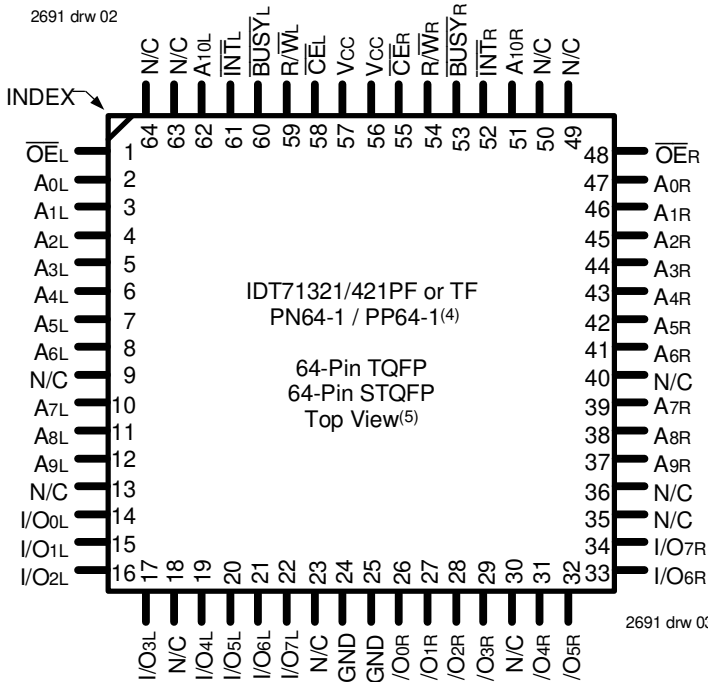 2691 drw 02
N/C
N/C
A10L
INTL
BUSYL
R/WL
CEL
VCC
VCC
CER
R/WR
BUSYR
INTR
A10R
N/C
N/C
INDEX
64
63
62
61
60
59
58
57
56
55
54
53
52
51
50
49
OEL 1
A0L 2
A1L 3
A2L 4
A3L 5
A4L 6
A5L 7
A6L 8
N/C 9
A7L 10
A8L 11
A9L 12
N/C 13
I/O0L 14
I/O1L 15
I/O2L 16
IDT71321/421PF or TF
PN64-1 / PP64-1(4)
64-Pin TQFP
64-Pin STQFP
Top View(5)
48 OER
47 A0R
46 A1R
45 A2R
44 A3R
43 A4R
42 A5R
41 A6R
40 N/C
39 A7R
38 A8R
37 A9R
36 N/C
35 N/C
34 I/O7R
33 I/O6R
17
18
19
20
21
22
23
24
25
26
27
28
29
30
31
32
I/O3L
N/C
I/O4L
I/O5L
I/O6L
I/O7L
N/C
GND
GND
/O0R
/O1R
/O2R
/O3R
N/C
/O4R
/O5R
2691 drw 03